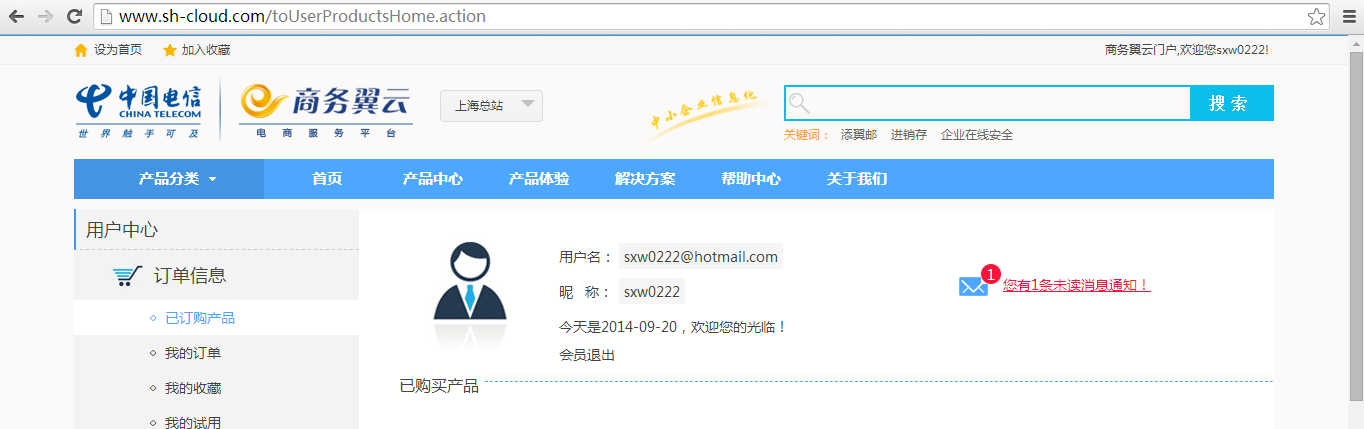 www.sh-cloud.com/toUserProductsHome.action
设为首页 加入收藏 商务翼云门户,欢迎您sxw0222!
中国电信
CHINA TELECOM
世界触手可及
商务翼云
电商服务平台
上海总站
中小企业信息化
搜 索
关键词： 添翼邮 进销存 企业在线安全
产品分类 首页 产品中心 产品体验 解决方案 帮助中心 关于我们
用户中心
订单信息
已订购产品
我的订单
我的收藏
我的试用
用户名： sxw0222@hotmail.com
昵 称： sxw0222
今天是2014-09-20，欢迎您的光临！
会员退出
1
您有1条未读消息通知！
已购买产品